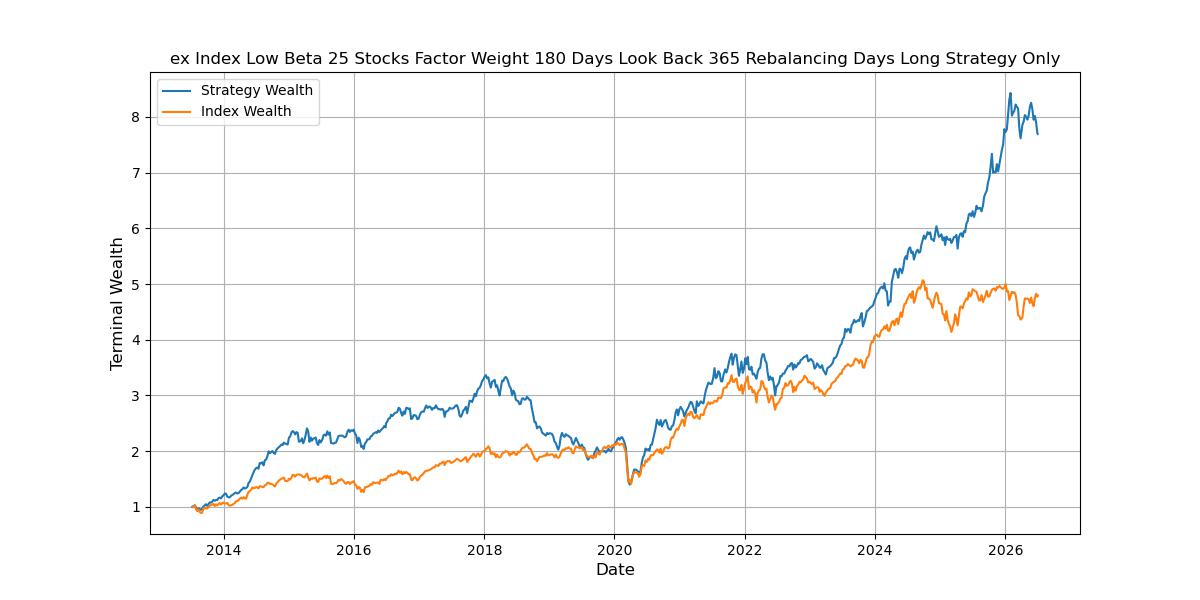 ex Index Low Beta 25 Stocks Factor Weight 180 Days Look Back 365 Rebalancing Days Long Strategy Only
Strategy Wealth
Index Wealth
8
7
6
5
4
3
2
1
Terminal Wealth
2014 2016 2018 2020 2022 2024 2026
Date